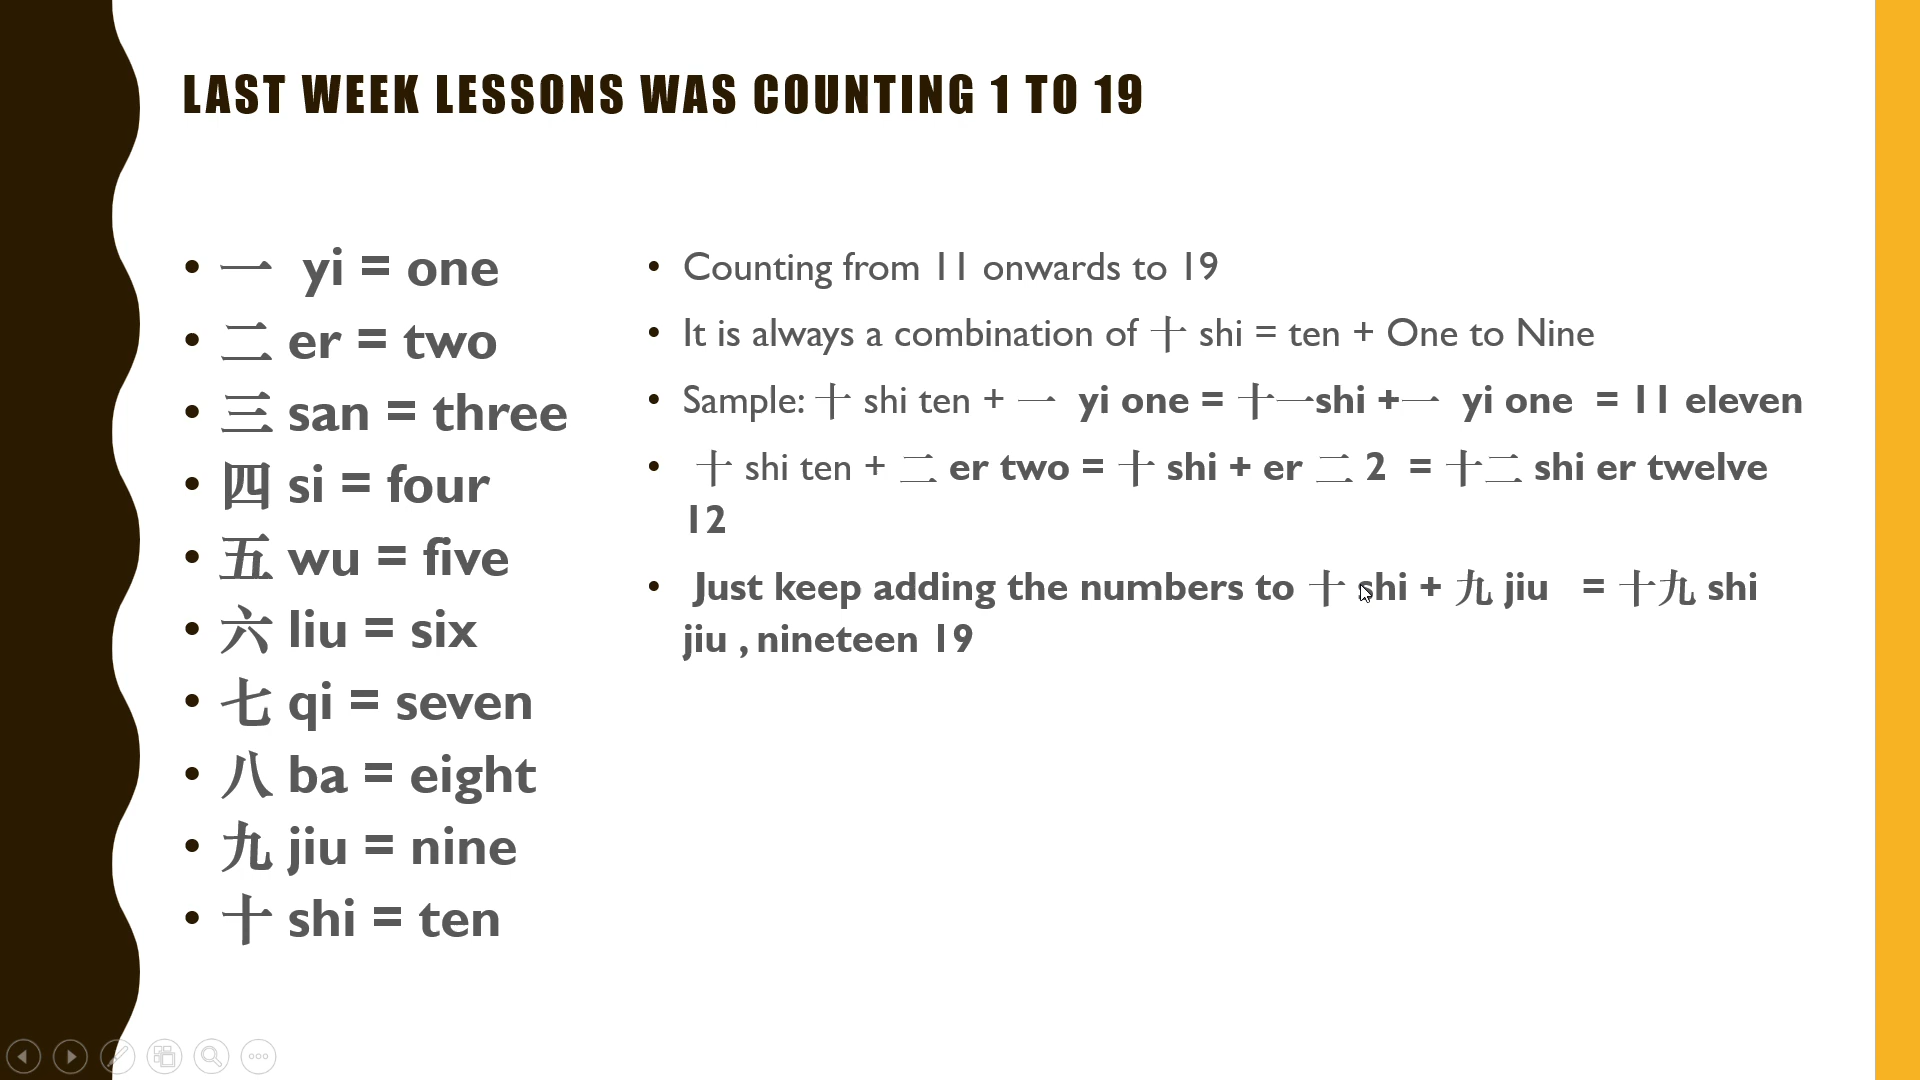 LAST WEEK LESSONS WAS COUNTING 1 TO 19
• 一 yi = one
• 二 er = two
• 三 san = three
• 四 si = four
• 五 wu = five
• 六 liu = six
• 七 qi = seven
• 八 ba = eight
• 九 jiu = nine
• 十 shi = ten
• Counting from 11 onwards to 19
• It is always a combination of 十 shi = ten + One to Nine
• Sample: 十 shi ten + 一 yi one = 十一shi +一 yi one = 11 eleven
• 十 shi ten + 二 er two = 十 shi + er 二 2 = 十二 shi er twelve
12
• Just keep adding the numbers to 十 shi + 九 jiu = 十九 shi
jiu , nineteen 19